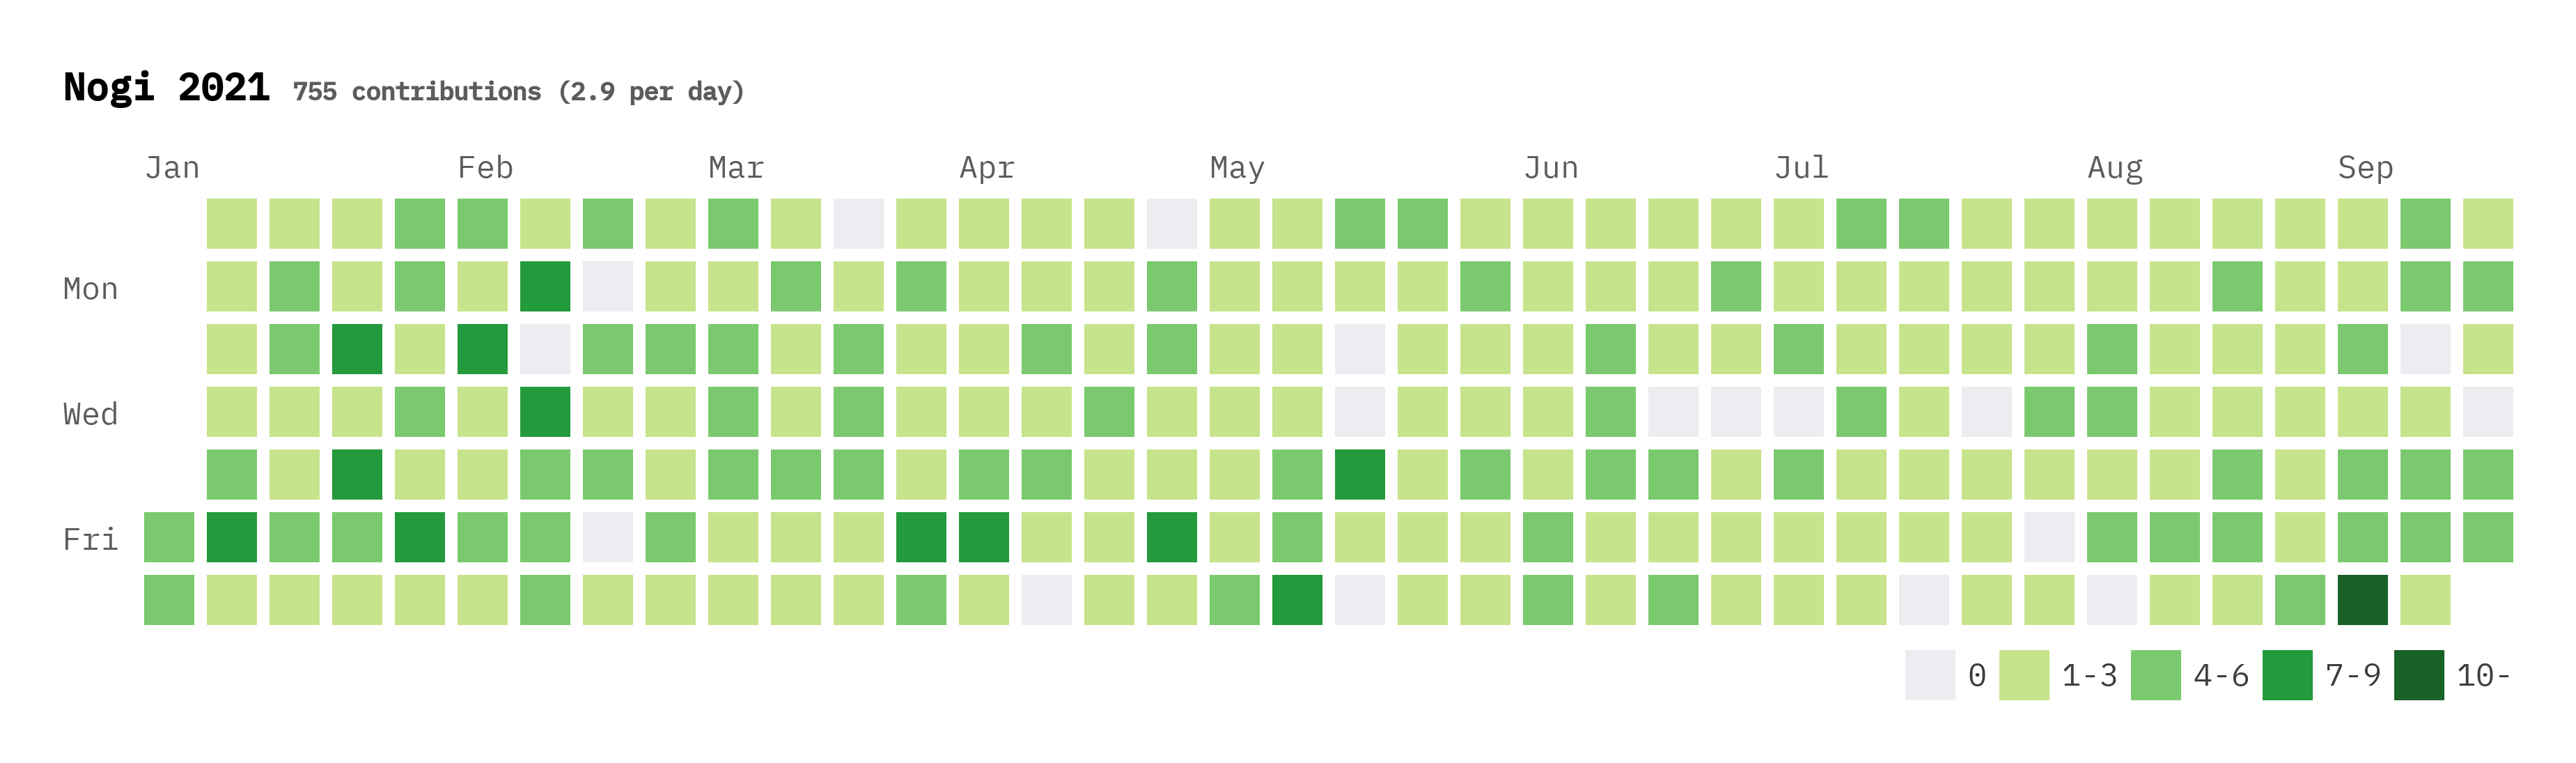 Nogi 2021 755 contributions (2.9 per day)
Jan Feb Mar Apr May Jun Jul Aug Sep
Mon
Wed
Fri
0 1-3 4-6 7-9 10-